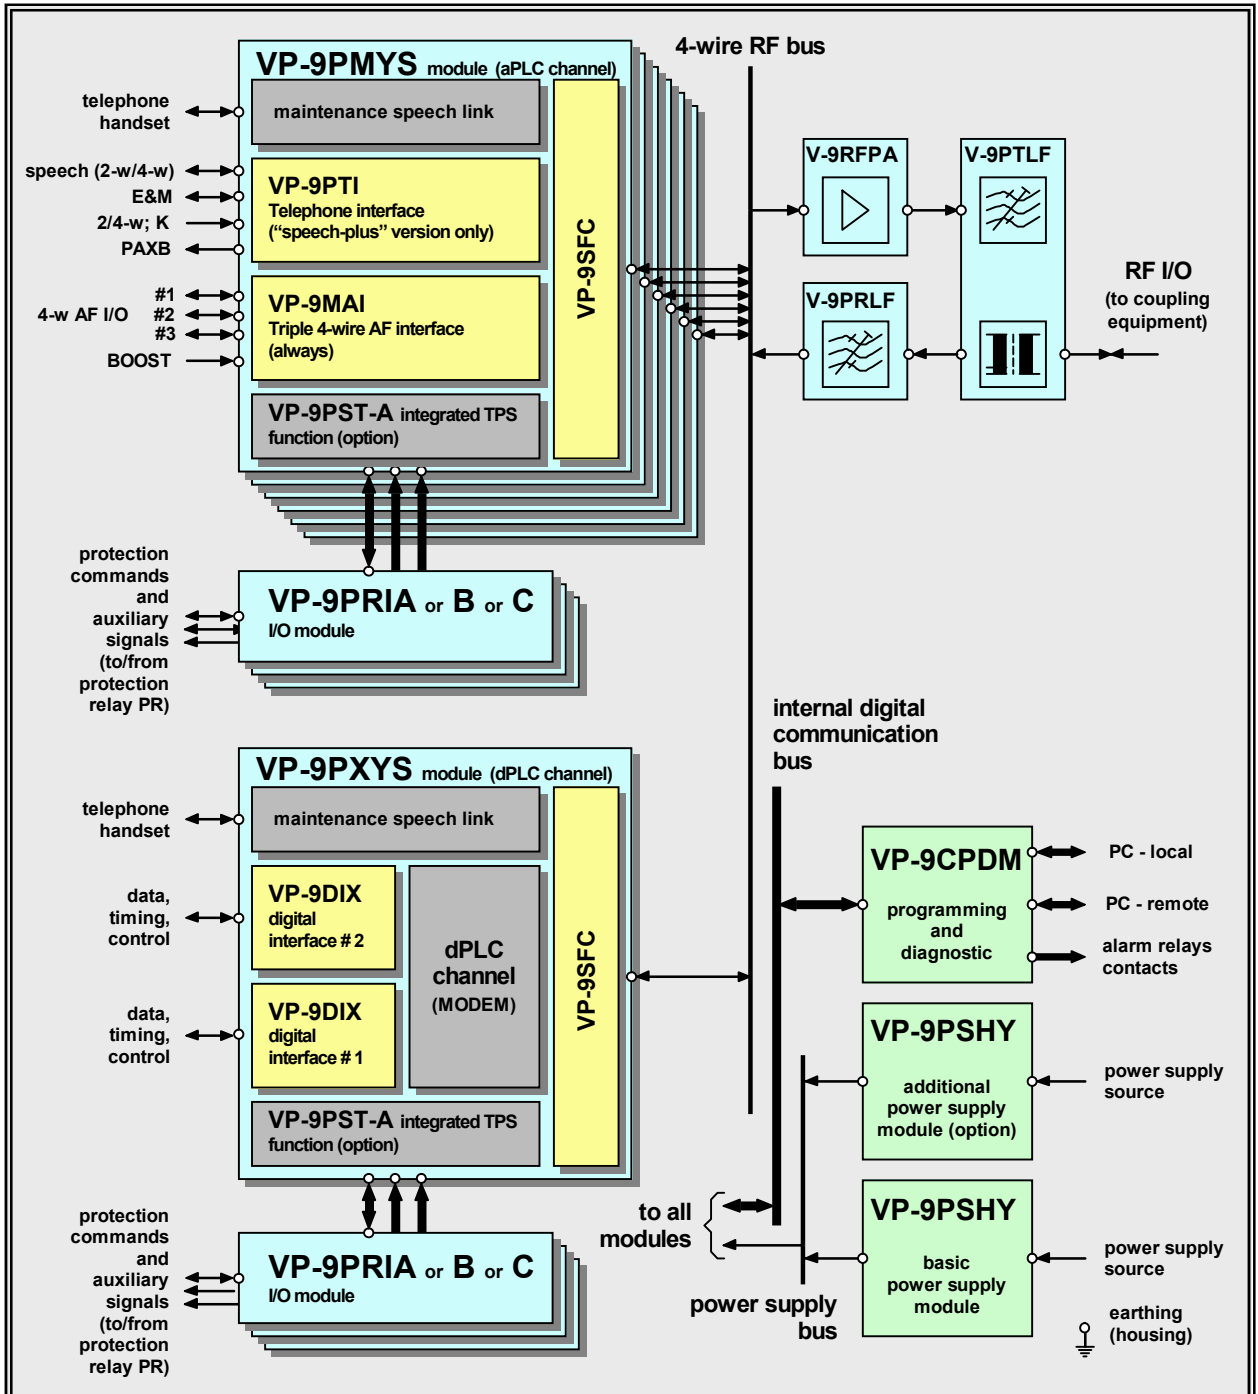 VP-9PMYS module (aPLC channel)
4-wire RF bus
telephone
handset
maintenance speech link
speech (2-w/4-w)
E&M
2/4-w; K
PAXB
VP-9PTI
Telephone interface
(“speech-plus” version only)
#1
4-w AF I/O #2
#3
BOOST
VP-9MAI
Triple 4-wire AF interface
(always)
VP-9PST-A integrated TPS
function (option)
VP-9SFC
V-9RFPA
V-9PTLF
V-9PRLF
RF I/O
(to coupling
equipment)
protection
commands
and
auxiliary
signals
(to/from
protection
relay PR)
VP-9PRIA or B or C
I/O module
internal digital
communication
bus
VP-9PXYS module (dPLC channel)
telephone
handset
maintenance speech link
data,
timing,
control
VP-9DIX
digital
interface # 2
data,
timing,
control
VP-9DIX
digital
interface # 1
dPLC
channel
(MODEM)
VP-9SFC
VP-9PST-A integrated TPS
function (option)
VP-9CPDM
programming
and
diagnostic
PC - local
PC - remote
alarm relays
contacts
VP-9PSHY
additional
power supply
module (option)
power supply
source
VP-9PSHY
basic
power supply
module
power supply
source
to all
modules
power supply
bus
earthing
(housing)
protection
commands
and
auxiliary
signals
(to/from
protection
relay PR)
VP-9PRIA or B or C
I/O module